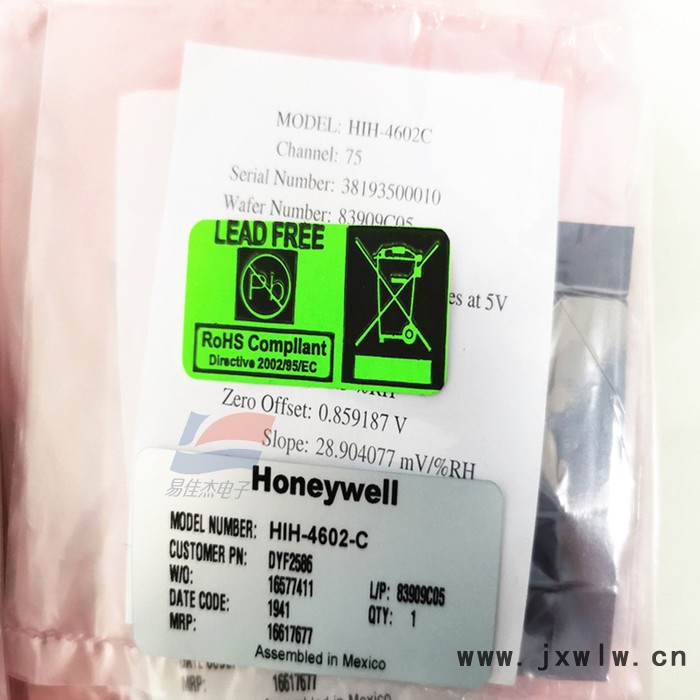 MODEL: HIH-4602C
Channel: 75
Serial Number: 38193500010
Wafer Number: 83909C05
LEAD FREE
Pb
RoHS Compliant
Directive 2002/95/EC
at 5V
%RH
Zero Offset: 0.859187 V
Slope: 28.904077 mV/%RH
易佳杰电子
Honeywell
MODEL NUMBER: HIH-4602-C
CUSTOMER PN: DYF2586
W/O: 16577411 L/P: 83909C05
DATE CODE: 1941 QTY: 1
MRP: 16617677
Assembled in Mexico
www.jxwlw.cn
MRP: 16617677